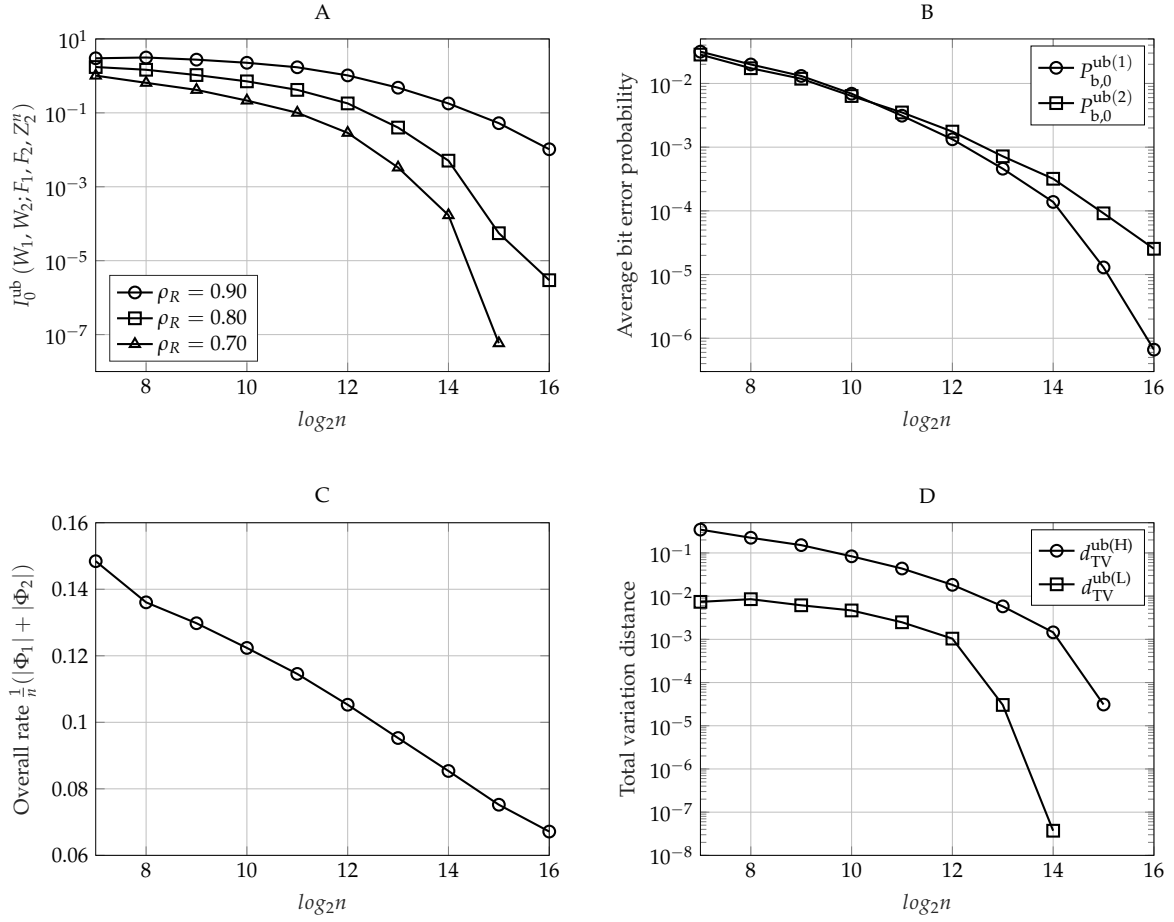 A
10^1
10^-1
10^-3
10^-5
10^-7
I_0^ub (W_1, W_2; F_1, F_2, Z_2^n)
ρ_R = 0.90
ρ_R = 0.80
ρ_R = 0.70
8 10 12 14 16
log_2n
B
10^-2
10^-3
10^-4
10^-5
10^-6
Average bit error probability
P_b,0^ub(1)
P_b,0^ub(2)
8 10 12 14 16
log_2n
C
0.16
0.14
0.12
0.1
0.08
0.06
Overall rate 1/n (|Φ_1| + |Φ_2|)
8 10 12 14 16
log_2n
D
10^-1
10^-2
10^-3
10^-4
10^-5
10^-6
10^-7
10^-8
Total variation distance
d_TV^ub(H)
d_TV^ub(L)
8 10 12 14 16
log_2n